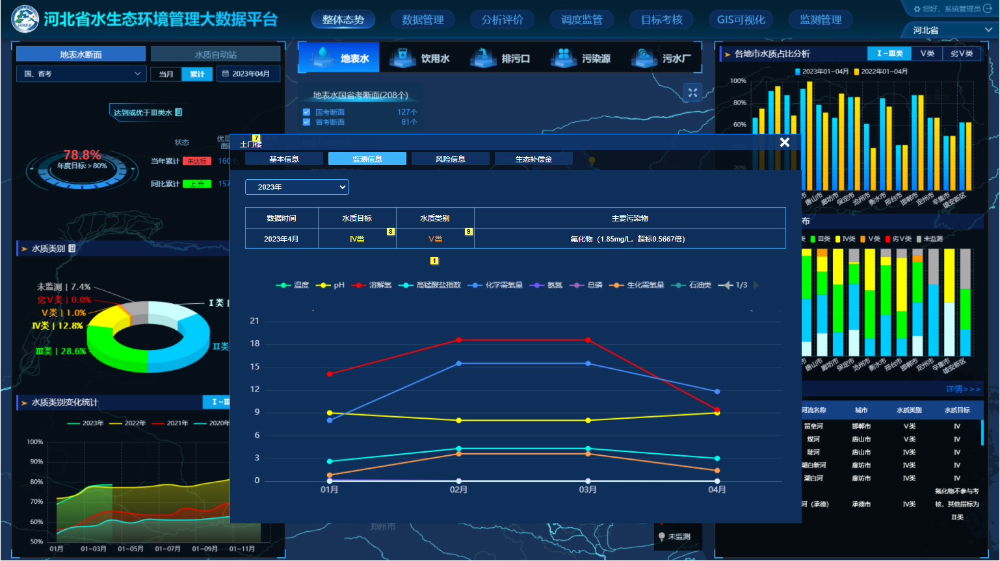 河北省水生态环境管理大数据平台
整体态势
数据管理
分析评价
调度监管
目标考核
GIS可视化
监测管理
您好，系统管理员
河北省
地表水断面
水质自动站
国、省考
当月
累计
2023年04月
达到或优于Ⅲ类水
状态
78.8%
年度目标: > 80%
当年累计
未达标
160个
同比累计
上 升
157
水质类别
未监测 | 7.4%
劣Ⅴ类 | 0.0%
Ⅴ类 | 1.0%
Ⅳ类 | 12.8%
Ⅲ类 | 28.6%
Ⅰ类 |
Ⅱ类
水质类别变化统计
Ⅰ~Ⅲ
2023年
2022年
2021年
2020年
100%
90%
80%
70%
60%
50%
01月
01~03月
01~05月
01~07月
01~09月
01~11月
地表水
饮用水
排污口
污染源
污水厂
地表水国省考断面(208个)
国考断面 127个
省考断面 81个
7
土门楼
基本信息
监测信息
风险信息
生态补偿金
2023年
数据时间 水质目标 水质类别 主要污染物
8
9
2023年4月 Ⅳ类 Ⅴ类 氟化物（1.85mg/L，超标0.5667倍）
1
温度
pH
溶解氧
高锰酸盐指数
化学需氧量
氨氮
总磷
生化需氧量
石油类
1/3
21
18
15
12
9
6
3
0
01月
02月
03月
04月
郑州市
未监测
各地市水质占比分析
Ⅰ~Ⅲ类
Ⅴ类
劣Ⅴ类
2023年01~04月
2022年01~04月
100%
80%
60%
20%
市
唐山市
廊坊市
保定市
沧州市
衡水市
邢台市
邯郸市
定州市
辛集市
雄安新区
布
类
Ⅲ类
Ⅳ类
Ⅴ类
劣Ⅴ类
未监测
市
唐山市
廊坊市
保定市
沧州市
衡水市
邢台市
邯郸市
定州市
辛集市
雄安新区
详情>>>
河流名称 城市 水质类别 水质目标
留垒河 邯郸市 Ⅴ类 Ⅳ
煤河 唐山市 Ⅴ类 Ⅳ
陡河 唐山市 Ⅳ类 Ⅳ
潮白新河 廊坊市 Ⅳ类 Ⅳ
潮白河 廊坊市 Ⅳ类 Ⅳ
河（承德） 承德市 Ⅳ类 氟化物不参与考
核，其他指标为
Ⅱ类